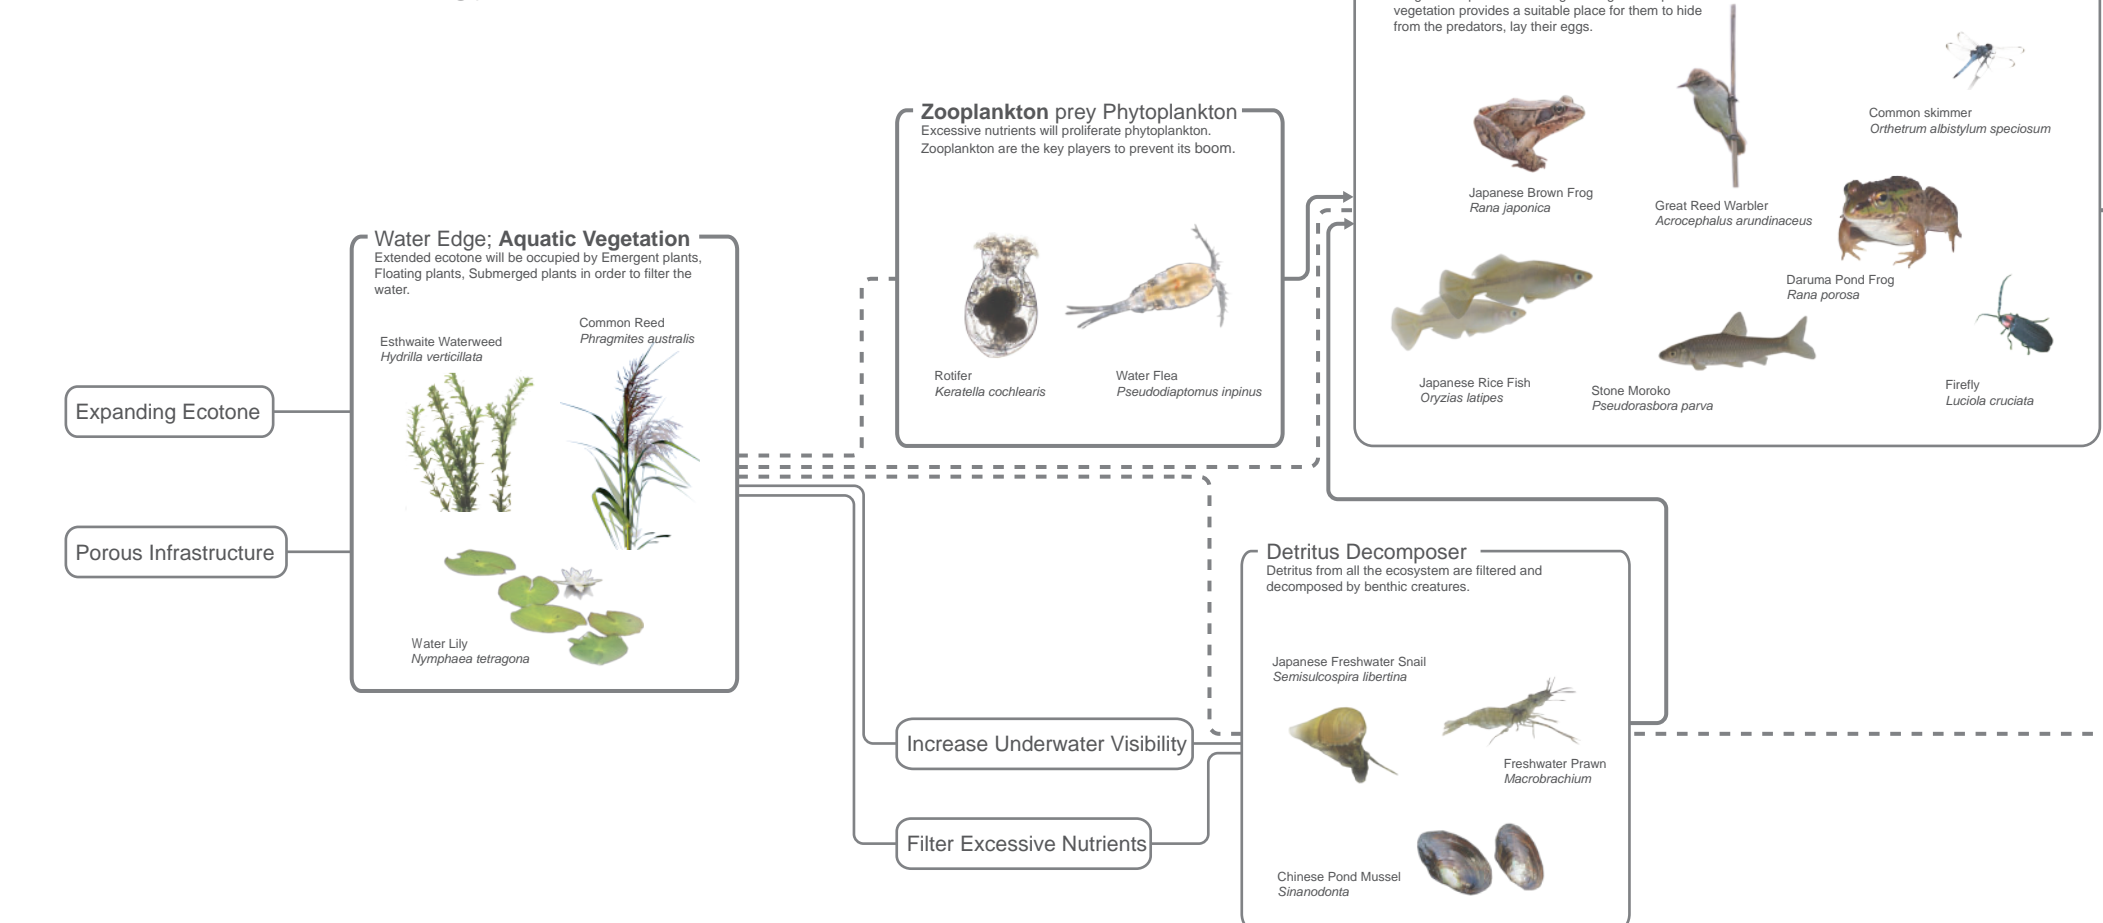 vegetation provides a suitable place for them to hide
from the predators, lay their eggs.
Common skimmer
Orthetrum albistylum speciosum
Japanese Brown Frog
Rana japonica
Great Reed Warbler
Acrocephalus arundinaceus
Daruma Pond Frog
Rana porosa
Japanese Rice Fish
Oryzias latipes
Stone Moroko
Pseudorasbora parva
Firefly
Luciola cruciata
Zooplankton prey Phytoplankton
Excessive nutrients will proliferate phytoplankton.
Zooplankton are the key players to prevent its boom.
Rotifer
Keratella cochlearis
Water Flea
Pseudodiaptomus inpinus
Water Edge; Aquatic Vegetation
Extended ecotone will be occupied by Emergent plants,
Floating plants, Submerged plants in order to filter the
water.
Esthwaite Waterweed
Hydrilla verticillata
Common Reed
Phragmites australis
Water Lily
Nymphaea tetragona
Expanding Ecotone
Porous Infrastructure
Increase Underwater Visibility
Filter Excessive Nutrients
Detritus Decomposer
Detritus from all the ecosystem are filtered and
decomposed by benthic creatures.
Japanese Freshwater Snail
Semisulcospira libertina
Freshwater Prawn
Macrobrachium
Chinese Pond Mussel
Sinanodonta